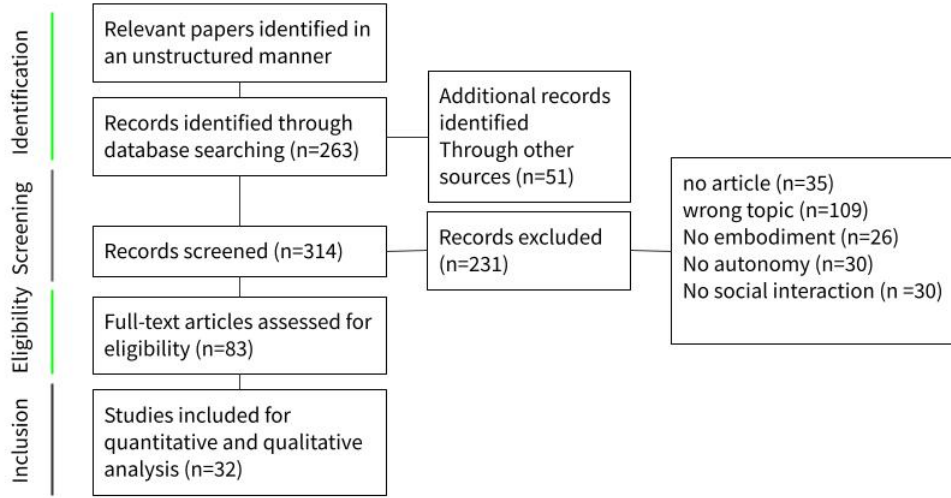 Identification
Relevant papers identified in
an unstructured manner
Records identified through
database searching (n=263)
Additional records
identified
Through other
sources (n=51)
Screening
Records screened (n=314)
Records excluded
(n=231)
no article (n=35)
wrong topic (n=109)
No embodiment (n=26)
No autonomy (n=30)
No social interaction (n =30)
Eligibility
Full-text articles assessed for
eligibility (n=83)
Inclusion
Studies included for
quantitative and qualitative
analysis (n=32)